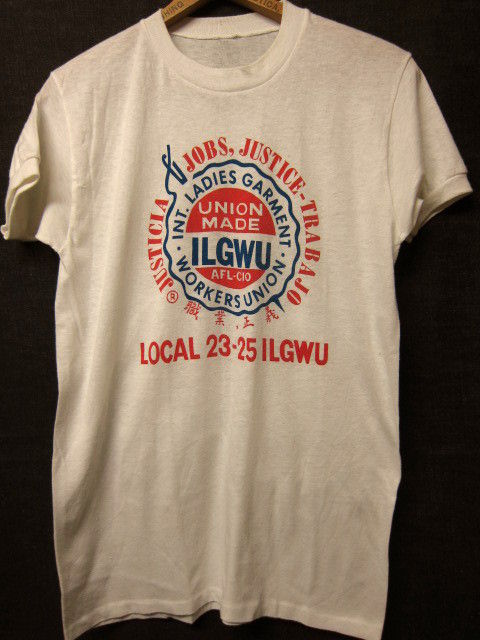 JOBS, JUSTICE-TRABAJO
& JUSTICIA ®
· INT. LADIES GARMENT ·
UNION
MADE
ILGWU
AFL-CIO
WORKERS UNION
職業,正義
LOCAL 23-25 ILGWU